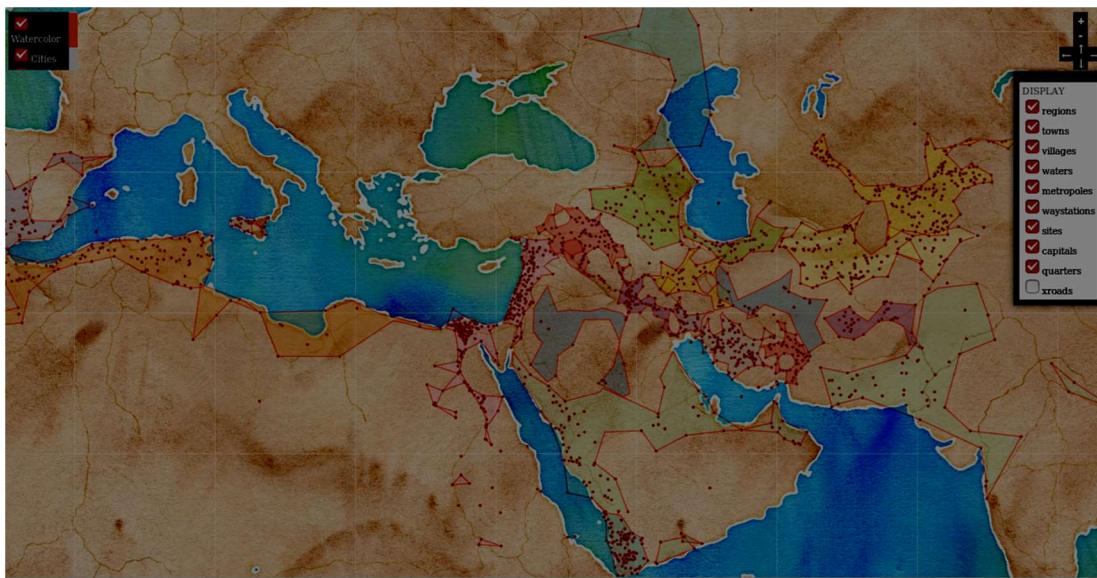 Watercolor
Cities
+
-
DISPLAY
regions
towns
villages
waters
metropoles
waystations
sites
capitals
quarters
xroads